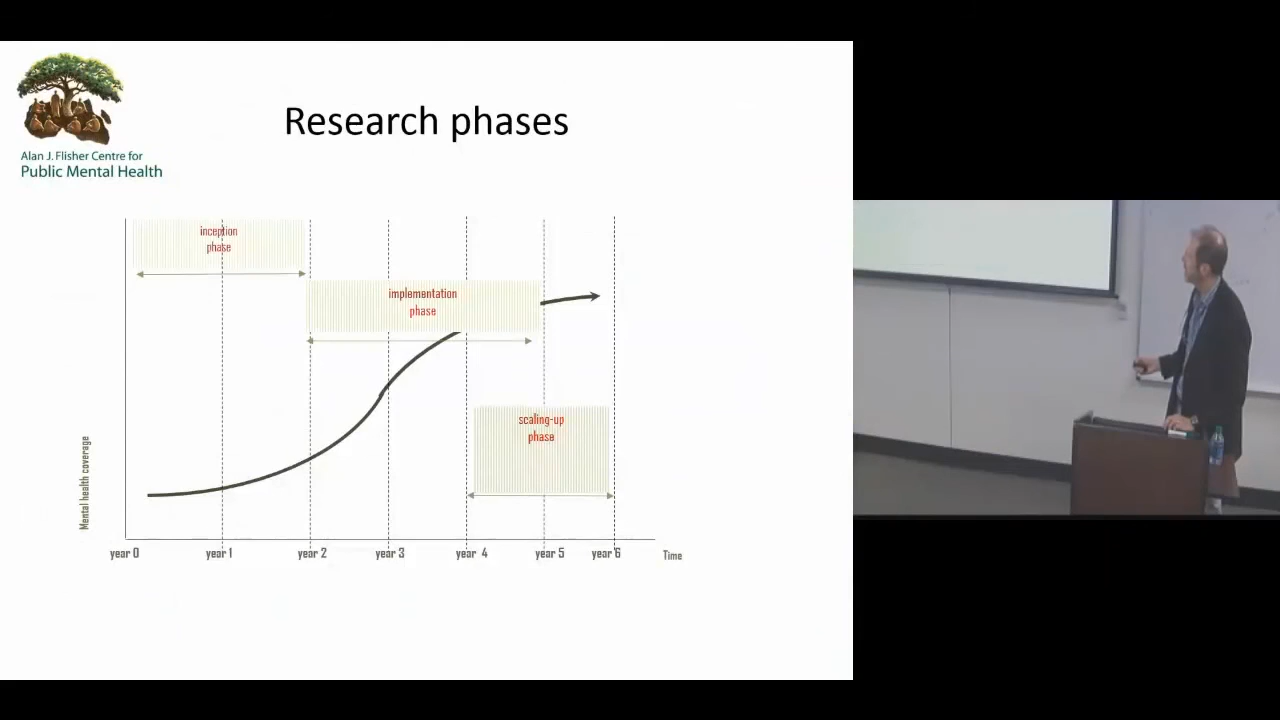 Alan J. Flisher Centre for
Public Mental Health
Research phases
inception
phase
implementation
phase
scaling-up
phase
Mental health coverage
year 0 year 1 year 2 year 3 year 4 year 5 year 6 Time